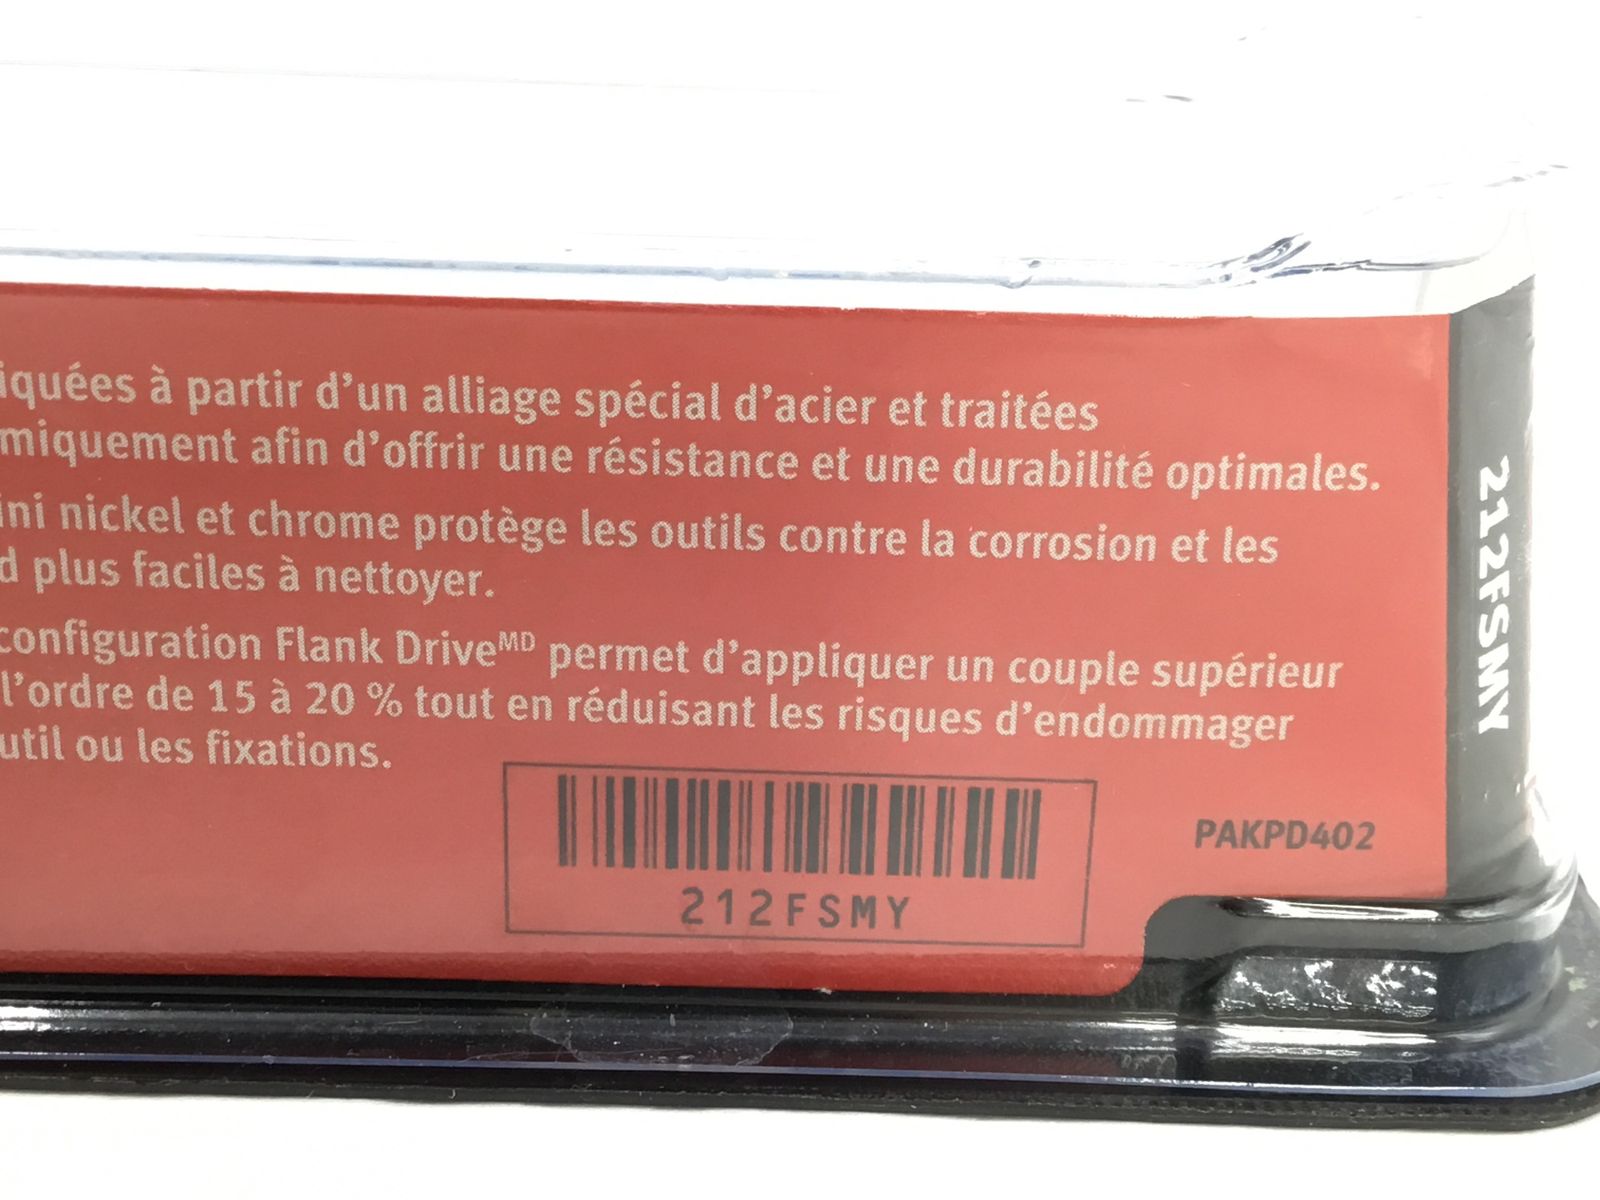 iquées à partir d'un alliage spécial d'acier et traitées
miquement afin d'offrir une résistance et une durabilité optimales.
ini nickel et chrome protège les outils contre la corrosion et les
d plus faciles à nettoyer.
configuration Flank Drive MD permet d'appliquer un couple supérieur
l'ordre de 15 à 20 % tout en réduisant les risques d'endommager
util ou les fixations.
212FSMY
PAKPD402
212FSMY